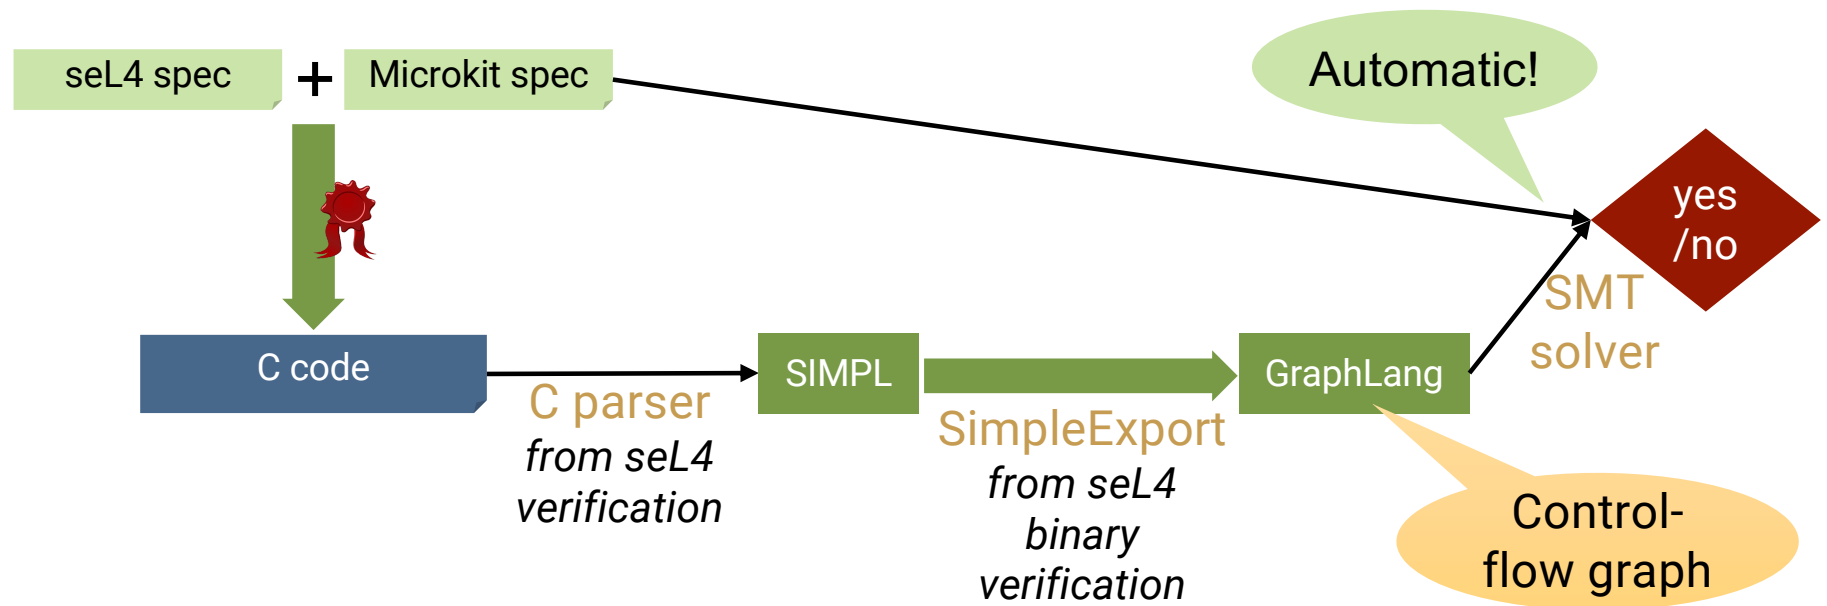 seL4 spec
+
Microkit spec
Automatic!
yes
/no
C code
C parser
from seL4
verification
SIMPL
SimpleExport
from seL4
binary
verification
GraphLang
SMT
solver
Control-
flow graph